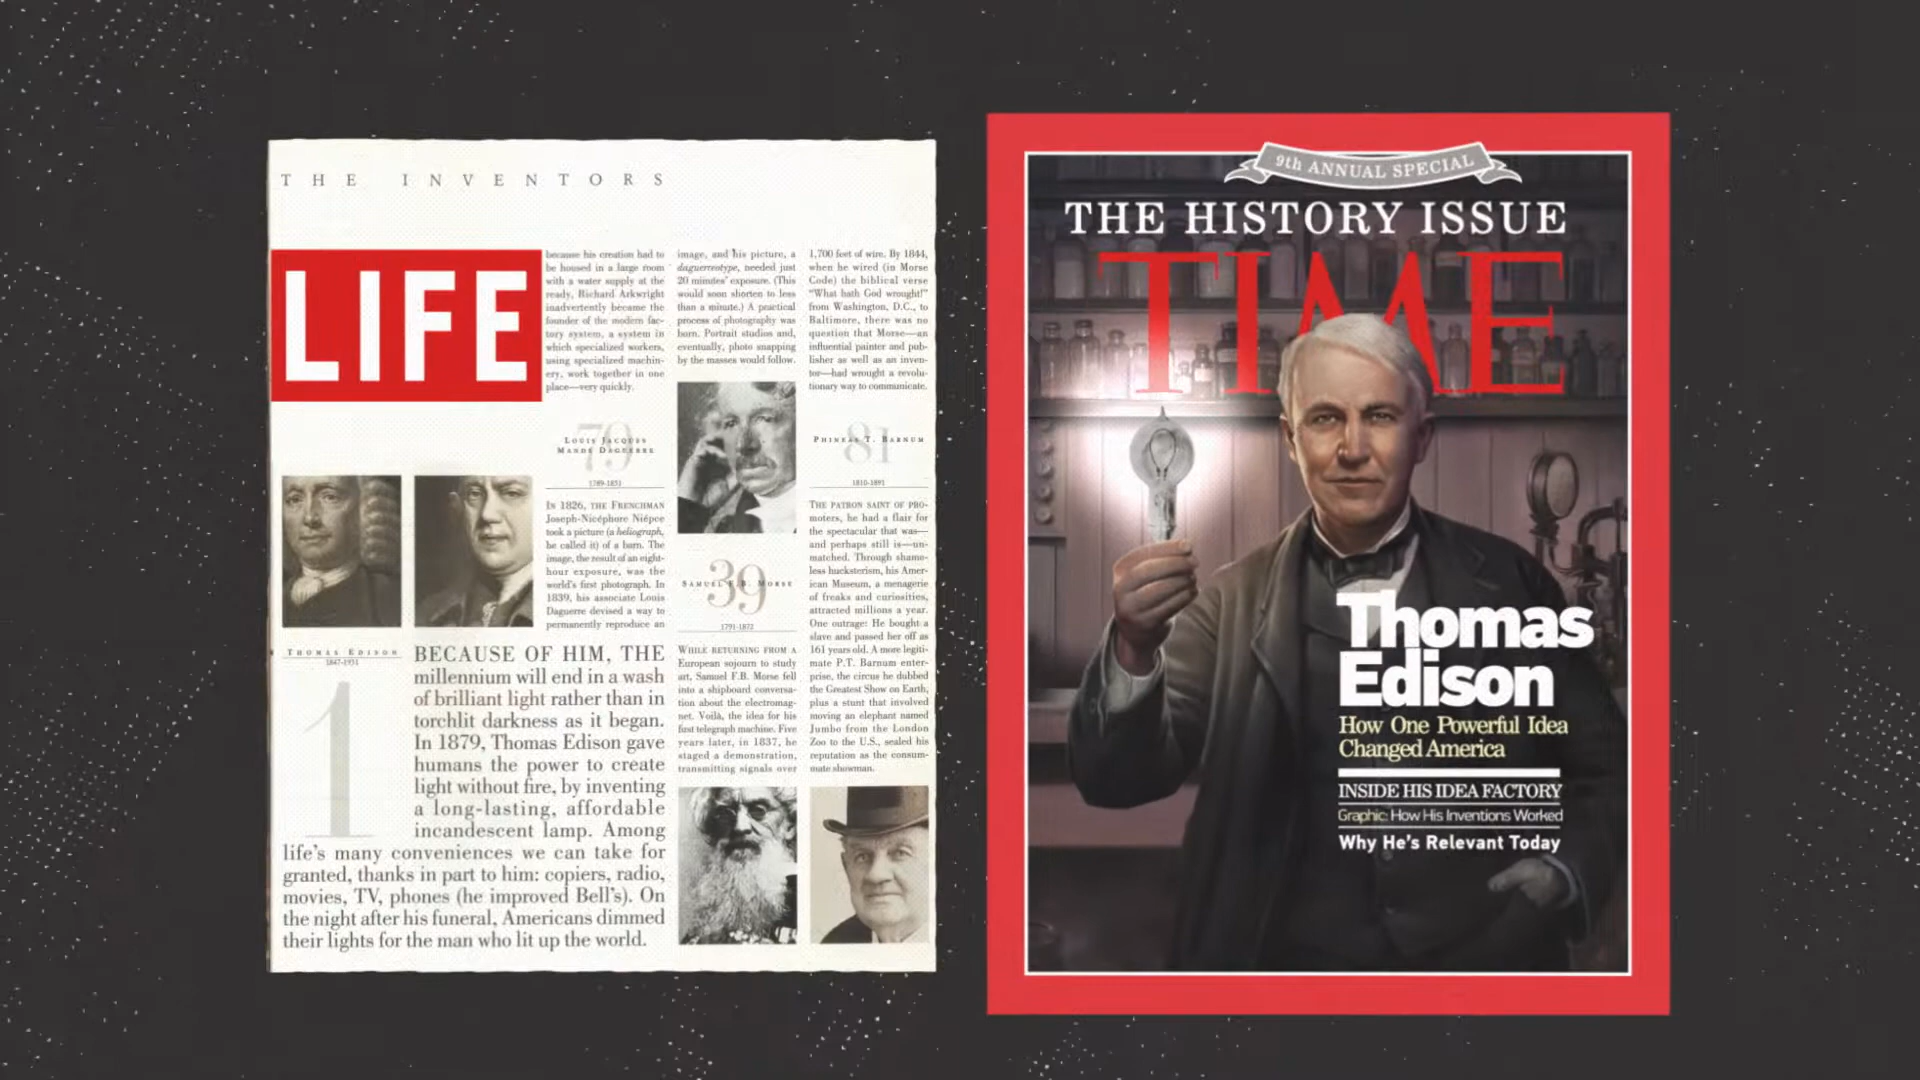 THE INVENTORS
LIFE
because his creation had to
be housed in a large room
with a water supply at the
ready, Richard Arkwright
inadvertently became the
founder of the modern fac-
tory system, a system in
which specialized workers,
using specialized machin-
ery, work together in one
place—very quickly.
79
LOUIS JACQUES
MANDE DAGUERRE
1789-1851
IN 1826, THE FRENCHMAN
Joseph-Nicéphore Niépce
took a picture (a heliograph,
he called it) of a barn. The
image, the result of an eight-
hour exposure, was the
world's first photograph. In
1839, his associate Louis
Daguerre devised a way to
permanently reproduce an
image, and his picture, a
daguerreotype, needed just
20 minutes' exposure. (This
would soon shorten to less
than a minute.) A practical
process of photography was
born. Portrait studios and,
eventually, photo snapping
by the masses would follow.
39
SAMUEL F.B. MORSE
1791-1872
WHILE RETURNING FROM A
European sojourn to study
art, Samuel F.B. Morse fell
into a shipboard conversa-
tion about the electromag-
net. Voilà, the idea for his
first telegraph machine. Five
years later, in 1837, he
staged a demonstration,
transmitting signals over
1,700 feet of wire. By 1844,
when he wired (in Morse
Code) the biblical verse
"What hath God wrought!"
from Washington, D.C., to
Baltimore, there was no
question that Morse—an
influential painter and pub-
lisher as well as an inven-
tor—had wrought a revolu-
tionary way to communicate.
81
PHINEAS T. BARNUM
1810-1891
THE PATRON SAINT OF PRO-
moters, he had a flair for
the spectacular that was—
and perhaps still is—un-
matched. Through shame-
less hucksterism, his Amer-
ican Museum, a menagerie
of freaks and curiosities,
attracted millions a year.
One outrage: He bought a
slave and passed her off as
161 years old. A more legiti-
mate P.T. Barnum enter-
prise, the circus he dubbed
the Greatest Show on Earth,
plus a stunt that involved
moving an elephant named
Jumbo from the London
Zoo to the U.S., sealed his
reputation as the consum-
mate showman.
THOMAS EDISON
1847-1931
1
BECAUSE OF HIM, THE
millennium will end in a wash
of brilliant light rather than in
torchlit darkness as it began.
In 1879, Thomas Edison gave
humans the power to create
light without fire, by inventing
a long-lasting, affordable
incandescent lamp. Among
life's many conveniences we can take for
granted, thanks in part to him: copiers, radio,
movies, TV, phones (he improved Bell's). On
the night after his funeral, Americans dimmed
their lights for the man who lit up the world.
9th ANNUAL SPECIAL
THE HISTORY ISSUE
TIME
Thomas
Edison
How One Powerful Idea
Changed America
INSIDE HIS IDEA FACTORY
Graphic: How His Inventions Worked
Why He's Relevant Today